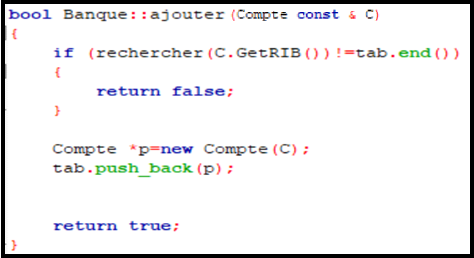 bool Banque::ajouter(Compte const & C)
{
    if (rechercher(C.GetRIB())!=tab.end())
    {
        return false;
    }
    Compte *p=new Compte(C);
    tab.push_back(p);
    return true;
}